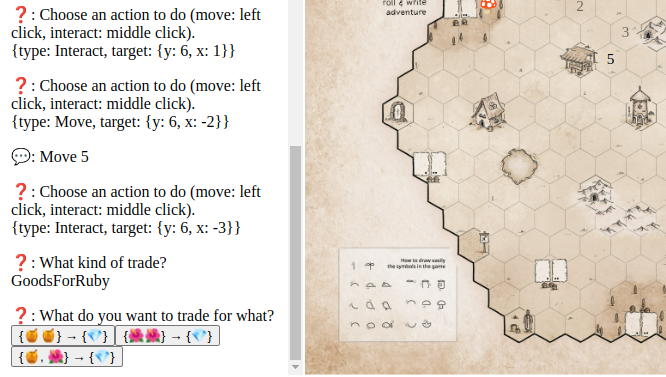 ❓: Choose an action to do (move: left
click, interact: middle click).
{type: Interact, target: {y: 6, x: 1}}
❓: Choose an action to do (move: left
click, interact: middle click).
{type: Move, target: {y: 6, x: -2}}
💬: Move 5
❓: Choose an action to do (move: left
click, interact: middle click).
{type: Interact, target: {y: 6, x: -3}}
❓: What kind of trade?
GoodsForRuby
❓: What do you want to trade for what?
{🍯🍯} → {💎} {🌺🌺} → {💎}
{🍯, 🌺} → {💎}
roll & write
adventure
2
3
5
How to draw easily
the symbols in the game